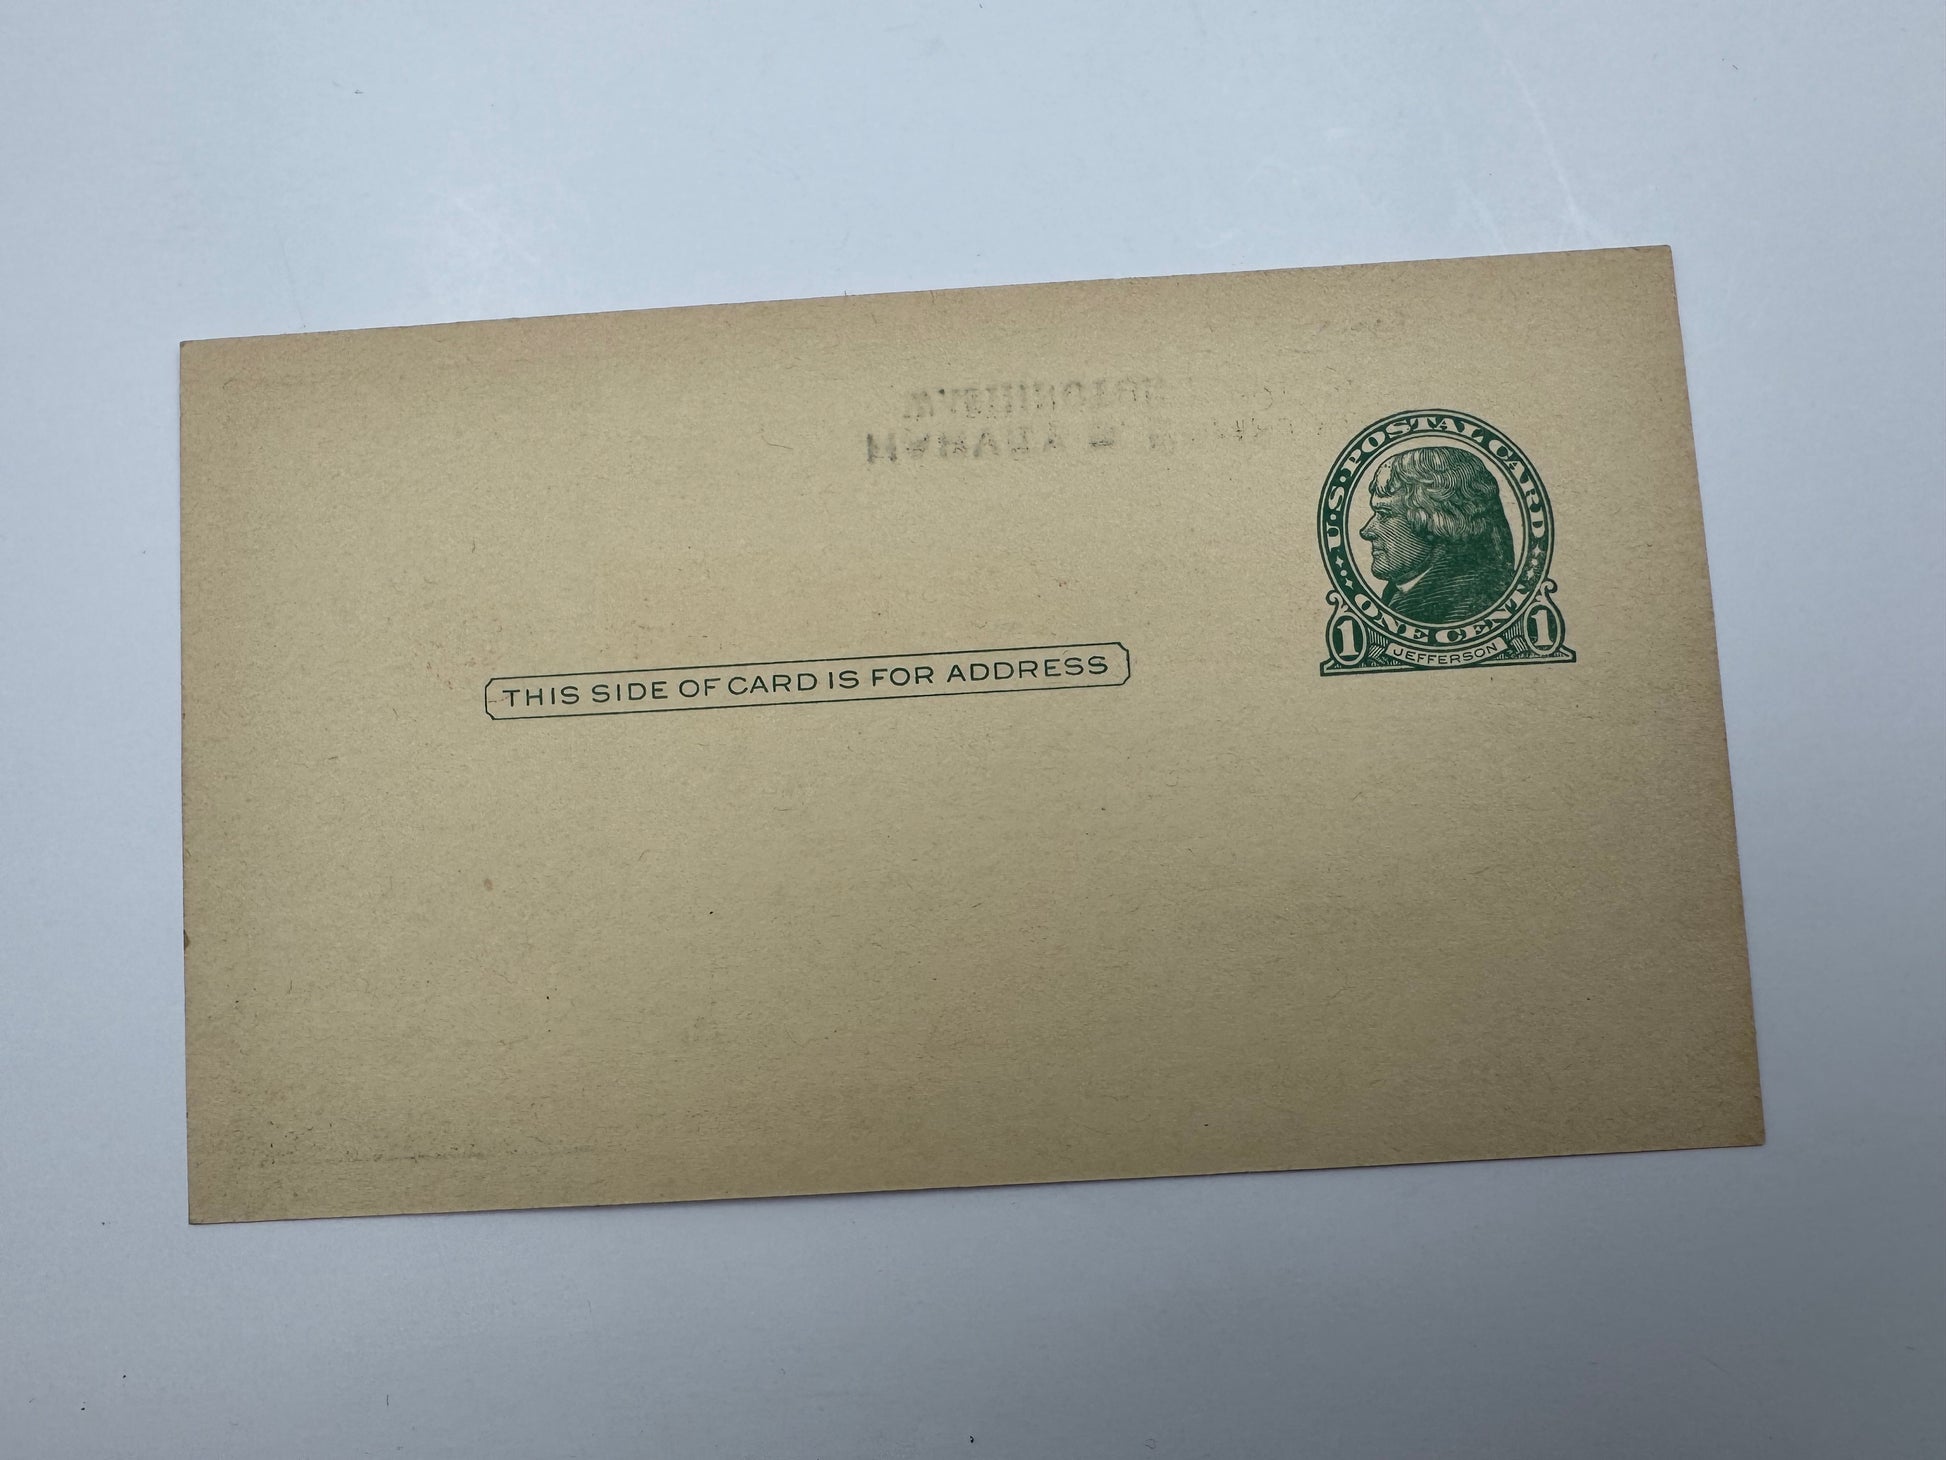 U.S. POSTAL CARD
ONE CENT
1 JEFFERSON 1
THIS SIDE OF CARD IS FOR ADDRESS